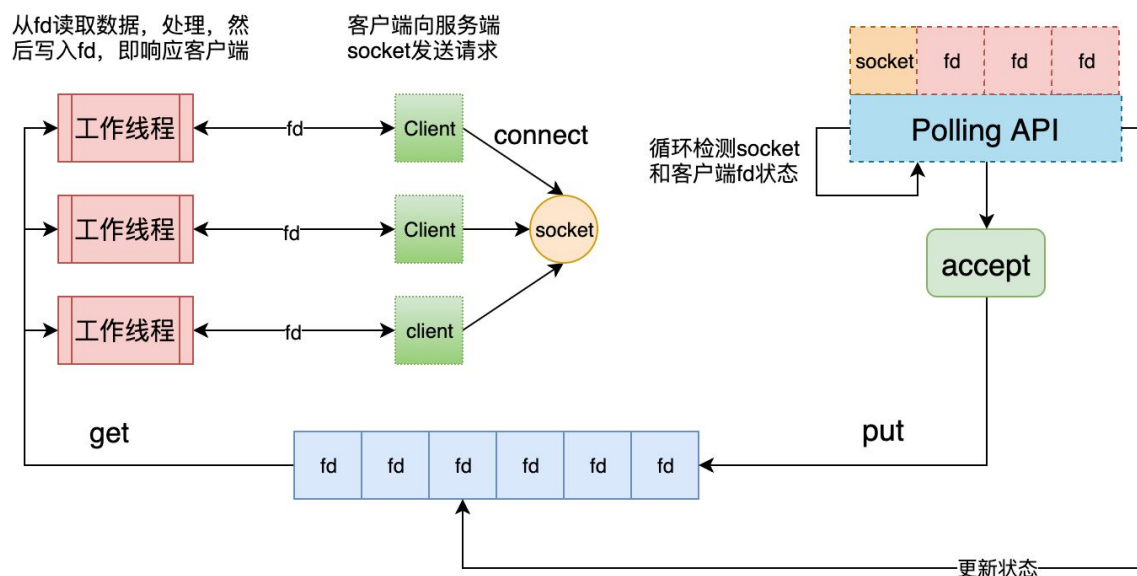 从fd读取数据，处理，然
后写入fd，即响应客户端
客户端向服务端
socket发送请求
socket
fd
fd
fd
Polling API
循环检测socket
和客户端fd状态
工作线程
fd
Client
connect
工作线程
fd
Client
socket
工作线程
fd
client
accept
get
put
fd
fd
fd
fd
fd
fd
更新状态